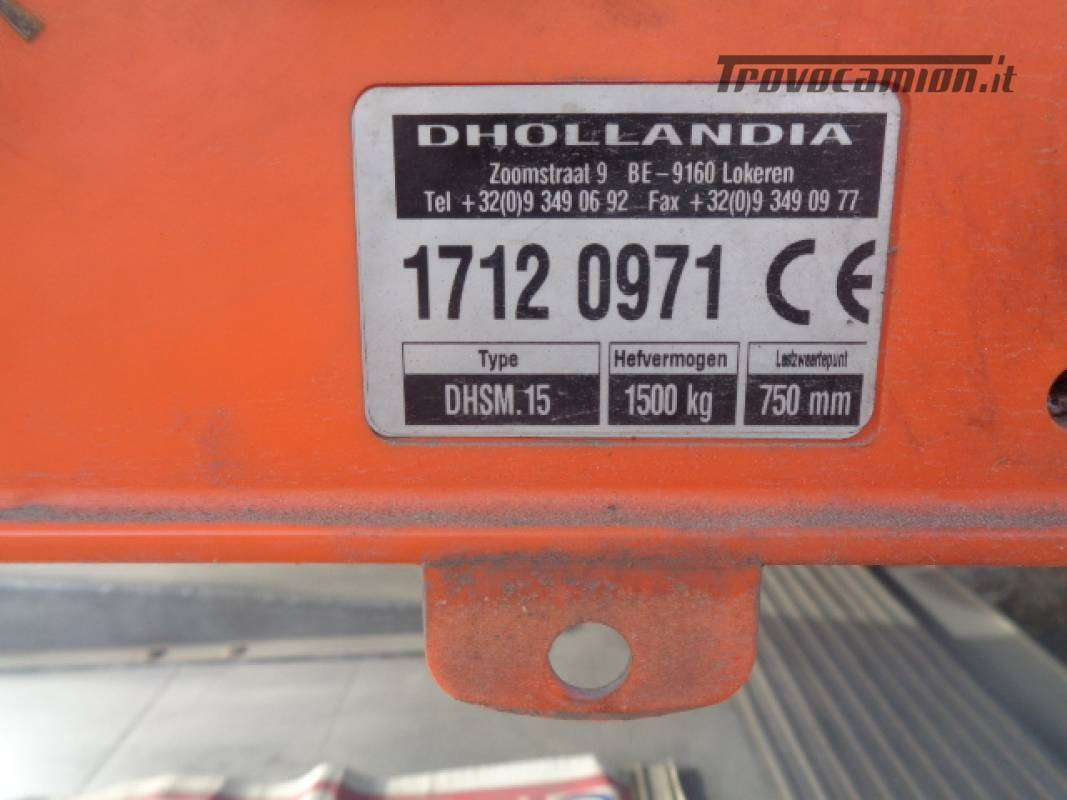 Trovocamion.it
DHOLLANDIA
Zoomstraat 9 BE-9160 Lokeren
Tel +32(0)9 349 06 92 Fax +32(0)9 349 09 77
1712 0971 CE
Type Hefvermogen Lastzwaartepunt
DHSM.15 1500 kg 750 mm